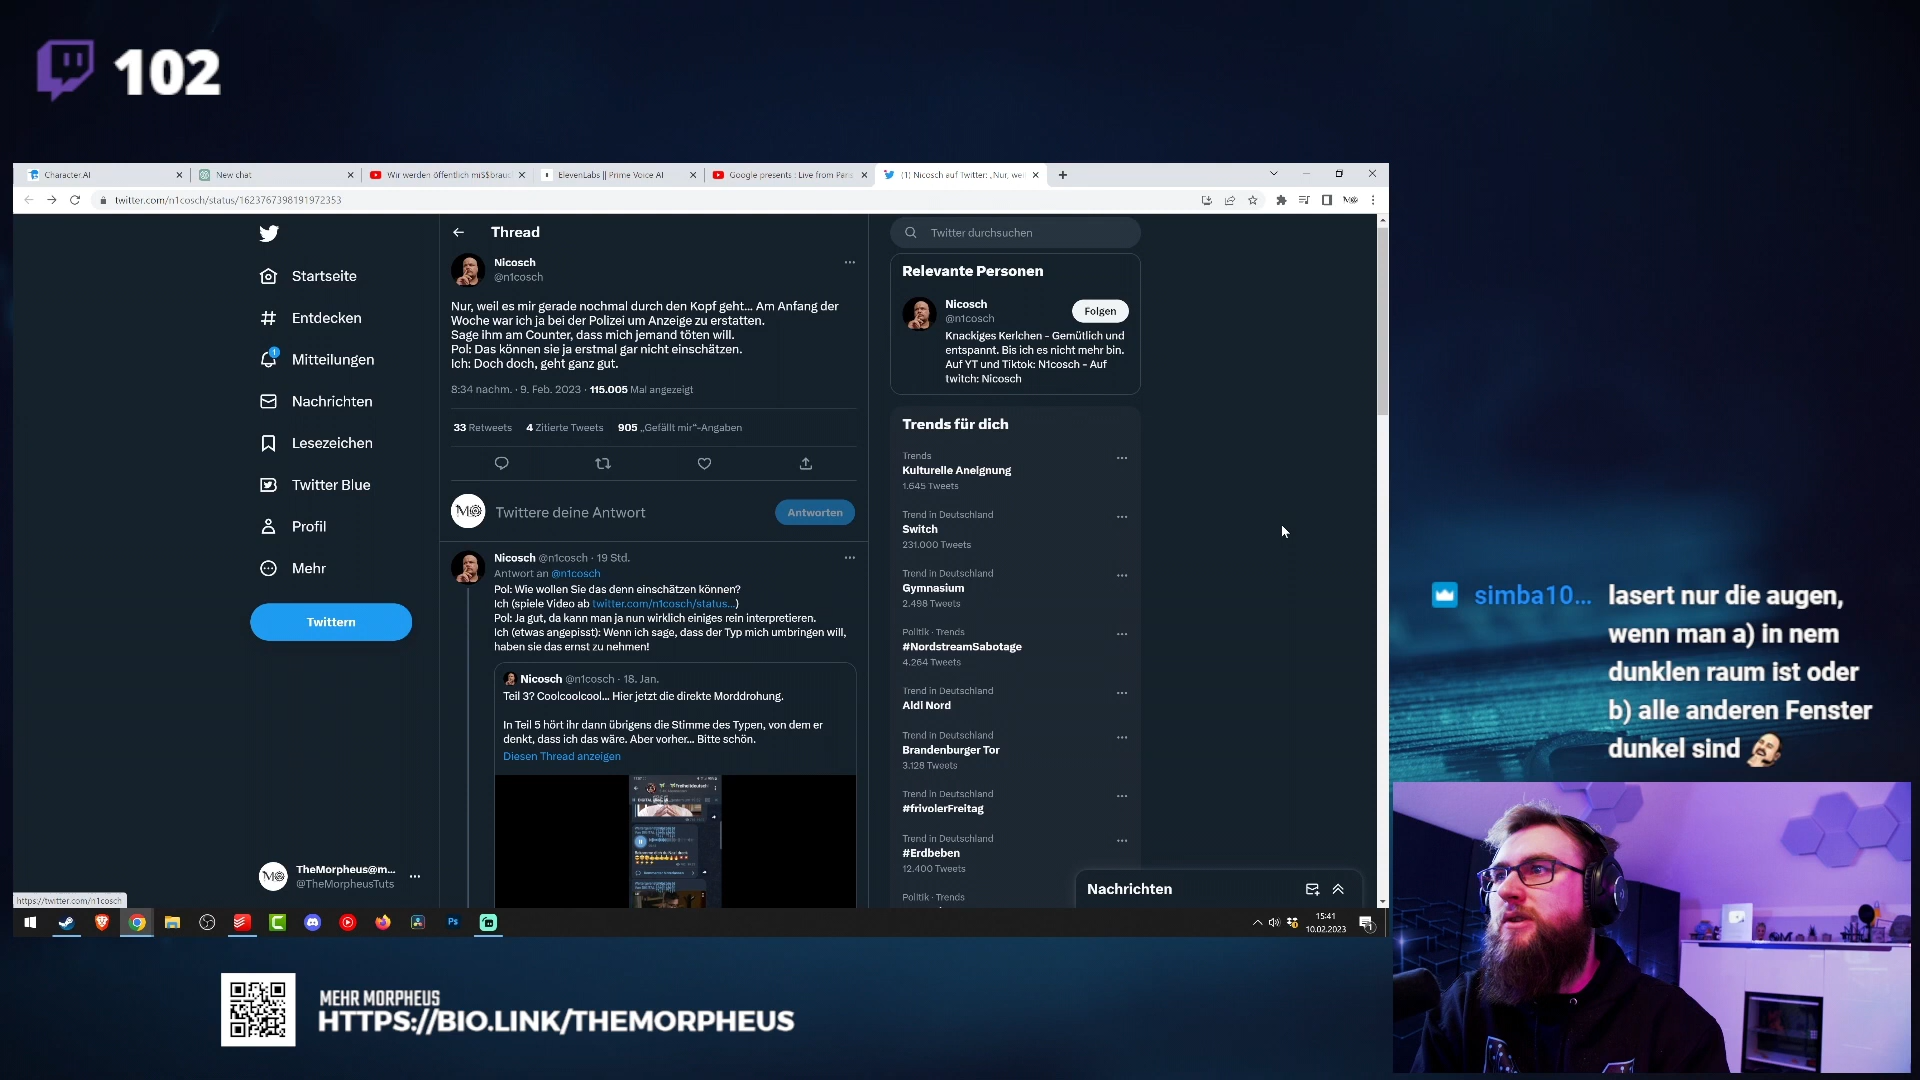 102
Character.AI
New chat
Wir werden öffentlich miSSbrauc
ElevenLabs || Prime Voice AI
Google presents : Live from Paris
(1) Nicosch auf Twitter: „Nur, wei
twitter.com/n1cosch/status/1623767398191972353
Startseite
Entdecken
1
Mitteilungen
Nachrichten
Lesezeichen
Twitter Blue
Profil
Mehr
Twittern
TheMorpheus@n...
@TheMorpheusTuts
https://twitter.com/n1cosch
Thread
Nicosch
@n1cosch
Nur, weil es mir gerade nochmal durch den Kopf geht... Am Anfang der
Woche war ich ja bei der Polizei um Anzeige zu erstatten.
Sage ihm am Counter, dass mich jemand töten will.
Pol: Das können sie ja erstmal gar nicht einschätzen.
Ich: Doch doch, geht ganz gut.
8:34 nachm. · 9. Feb. 2023 · 115.005 Mal angezeigt
33 Retweets 4 Zitierte Tweets 905 „Gefällt mir“-Angaben
Twittere deine Antwort
Antworten
Nicosch @n1cosch · 19 Std.
Antwort an @n1cosch
Pol: Wie wollen Sie das denn einschätzen können?
Ich (spiele Video ab twitter.com/n1cosch/status...)
Pol: Ja gut, da kann man ja nun wirklich einiges rein interpretieren.
Ich (etwas angepisst): Wenn ich sage, dass der Typ mich umbringen will,
haben sie das ernst zu nehmen!
Nicosch @n1cosch · 18. Jan.
Teil 3? Coolcoolcool... Hier jetzt die direkte Morddrohung.
In Teil 5 hört ihr dann übrigens die Stimme des Typen, von dem er
denkt, dass ich das wäre. Aber vorher... Bitte schön.
Diesen Thread anzeigen
Twitter durchsuchen
Relevante Personen
Nicosch
@n1cosch
Folgen
Knackiges Kerlchen - Gemütlich und
entspannt. Bis ich es nicht mehr bin.
Auf YT und Tiktok: N1cosch - Auf
twitch: Nicosch
Trends für dich
Trends
Kulturelle Aneignung
1.645 Tweets
Trend in Deutschland
Switch
231.000 Tweets
Trend in Deutschland
Gymnasium
2.498 Tweets
Politik · Trends
#NordstreamSabotage
4.264 Tweets
Trend in Deutschland
Aldi Nord
Trend in Deutschland
Brandenburger Tor
3.128 Tweets
Trend in Deutschland
#frivolerFreitag
Trend in Deutschland
#Erdbeben
12.400 Tweets
Politik · Trends
Nachrichten
Ps
15:41
10.02.2023
1
simba10... lasert nur die augen,
wenn man a) in nem
dunklen raum ist oder
b) alle anderen Fenster
dunkel sind
MEHR MORPHEUS
HTTPS://BIO.LINK/THEMORPHEUS